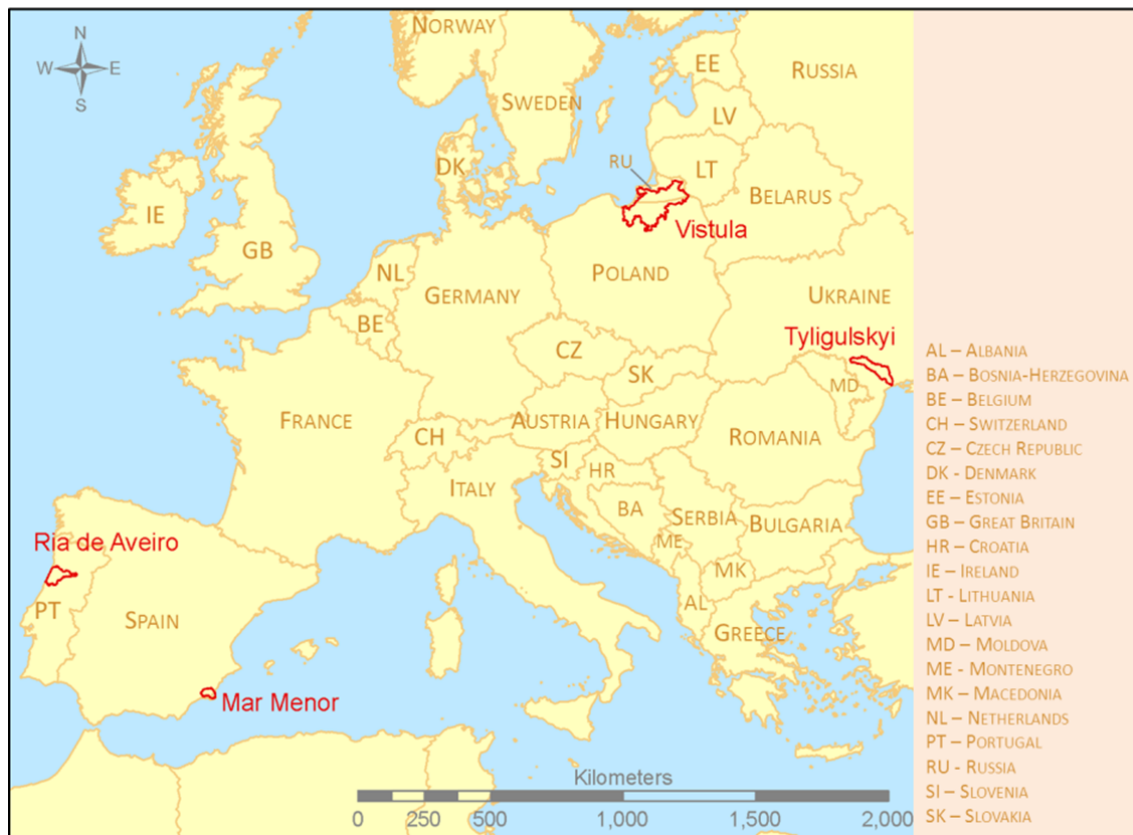 N
W E
S
NORWAY
SWEDEN
EE
RUSSIA
LV
DK
RU
LT
BELARUS
IE
GB
Vistula
NL
GERMANY
POLAND
UKRAINE
BE
Tyligulskyi
CZ
SK
MD
FRANCE
AUSTRIA
HUNGARY
CH
ROMANIA
SI
HR
ITALY
BA
SERBIA
BULGARIA
ME
Ria de Aveiro
MK
PT
SPAIN
AL
GREECE
Mar Menor
Kilometers
0 250 500 1,000 1,500 2,000
AL – ALBANIA
BA – BOSNIA-HERZEGOVINA
BE – BELGIUM
CH – SWITZERLAND
CZ – CZECH REPUBLIC
DK - DENMARK
EE – ESTONIA
GB – GREAT BRITAIN
HR – CROATIA
IE – IRELAND
LT - LITHUANIA
LV – LATVIA
MD – MOLDOVA
ME - MONTENEGRO
MK – MACEDONIA
NL – NETHERLANDS
PT – PORTUGAL
RU - RUSSIA
SI – SLOVENIA
SK – SLOVAKIA